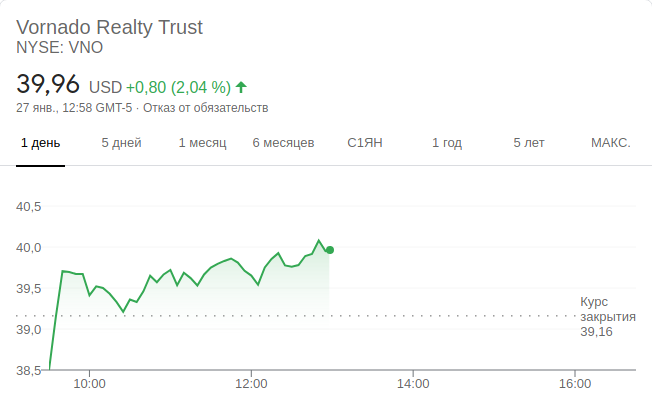 Vornado Realty Trust
NYSE: VNO
39,96 USD +0,80 (2,04 %)
27 янв., 12:58 GMT-5 · Отказ от обязательств
1 день 5 дней 1 месяц 6 месяцев С1ЯН 1 год 5 лет МАКС.
40,5
40,0
39,5
39,0
38,5
Курс
закрытия
39,16
10:00 12:00 14:00 16:00